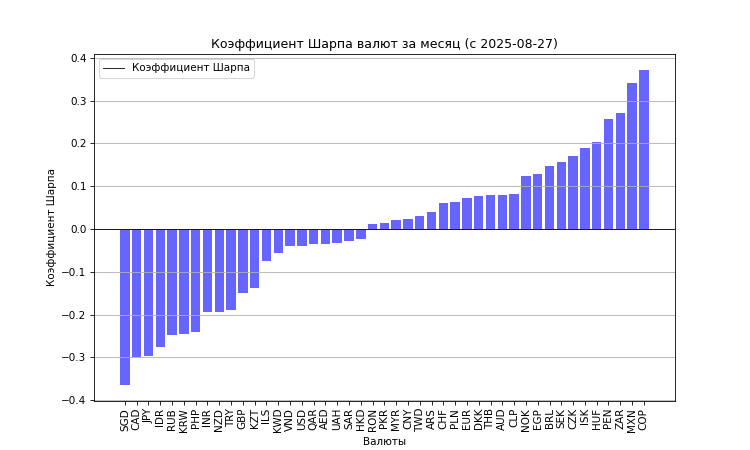 Коэффициент Шарпа валют за месяц (с 2025-08-27)
Коэффициент Шарпа
0.4
0.3
0.2
0.1
0.0
−0.1
−0.2
−0.3
−0.4
Коэффициент Шарпа
SGD CAD JPY IDR RUB KRW PHP INR NZD TRY GBP KZT ILS KWD VND USD QAR AED UAH SAR HKD RON PKR MYR CNY TWD ARS CHF PLN EUR DKK THB AUD CLP NOK EGP BRL SEK CZK ISK HUF PEN ZAR MXN COP
Валюты